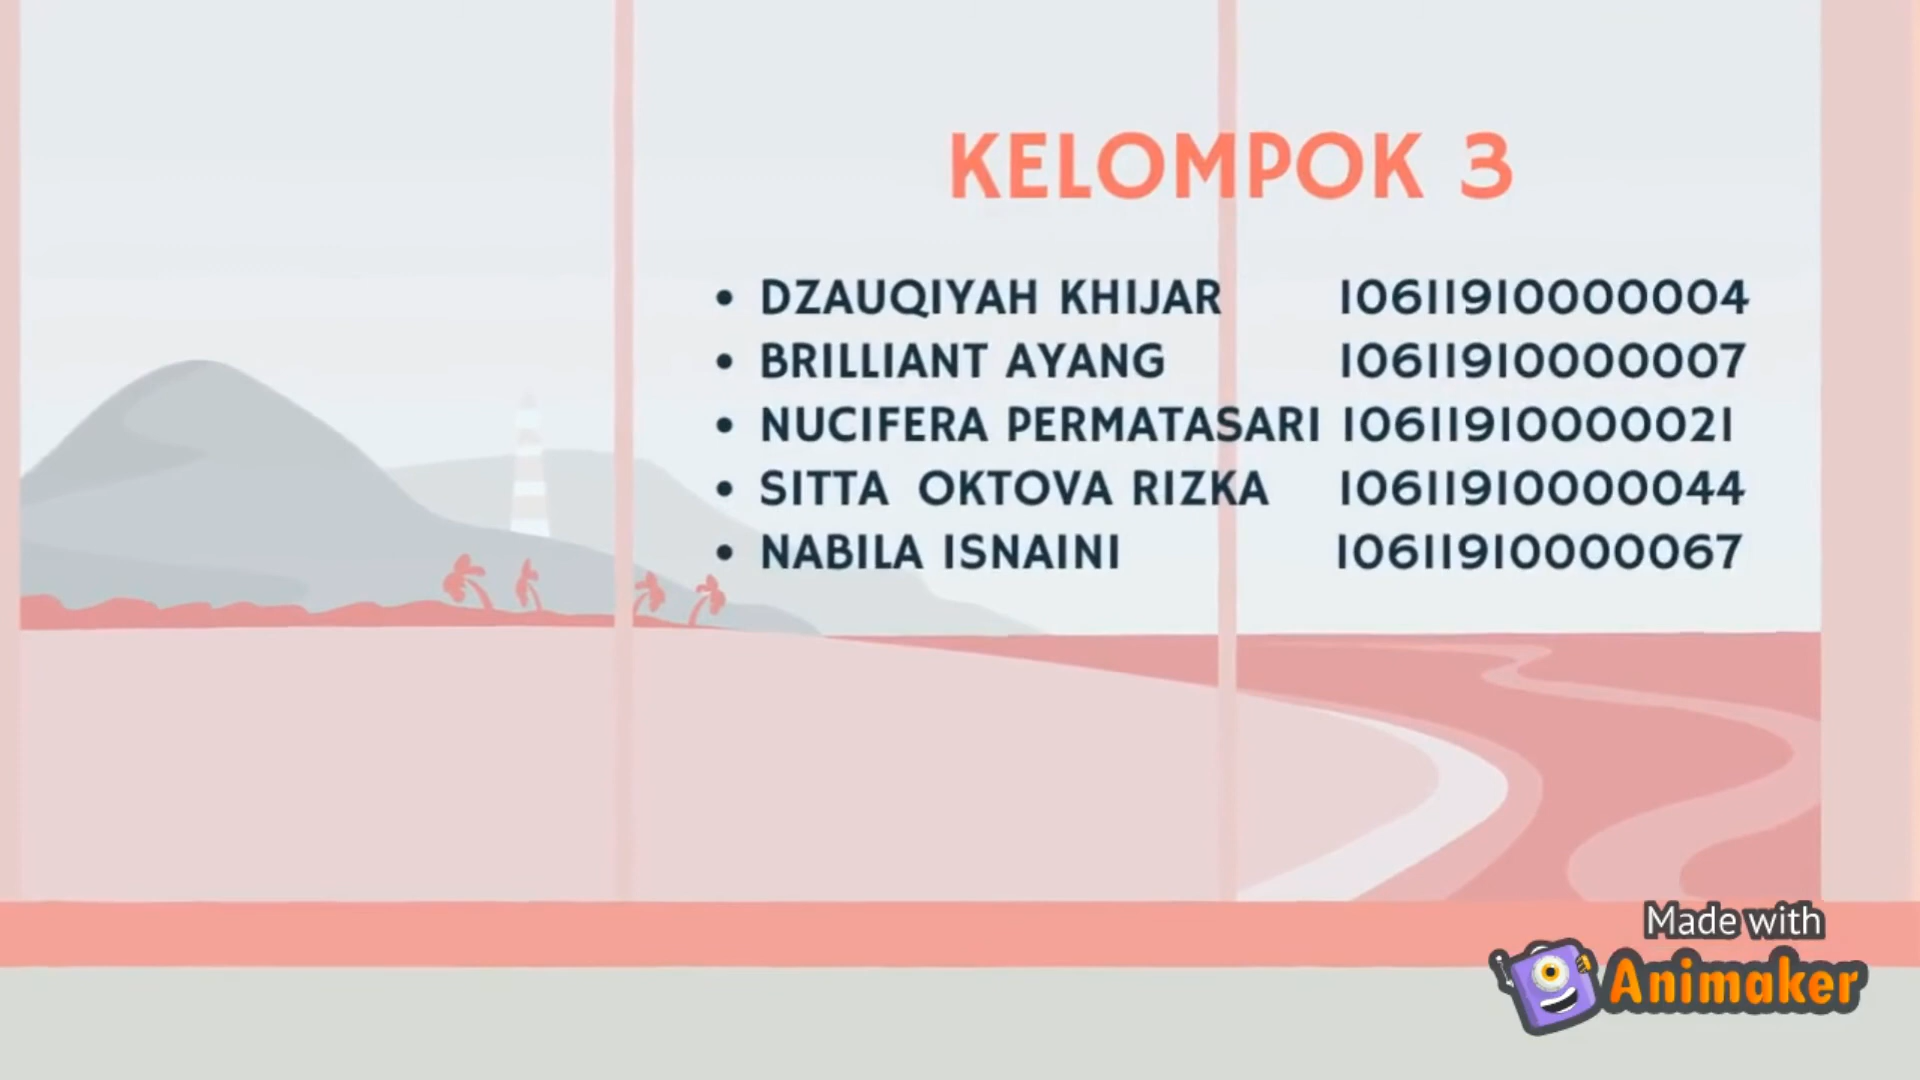 KELOMPOK 3
• DZAUQIYAH KHIJAR 10611910000004
• BRILLIANT AYANG 10611910000007
• NUCIFERA PERMATASARI 10611910000021
• SITTA OKTOVA RIZKA 10611910000044
• NABILA ISNAINI 10611910000067
Made with
Animaker